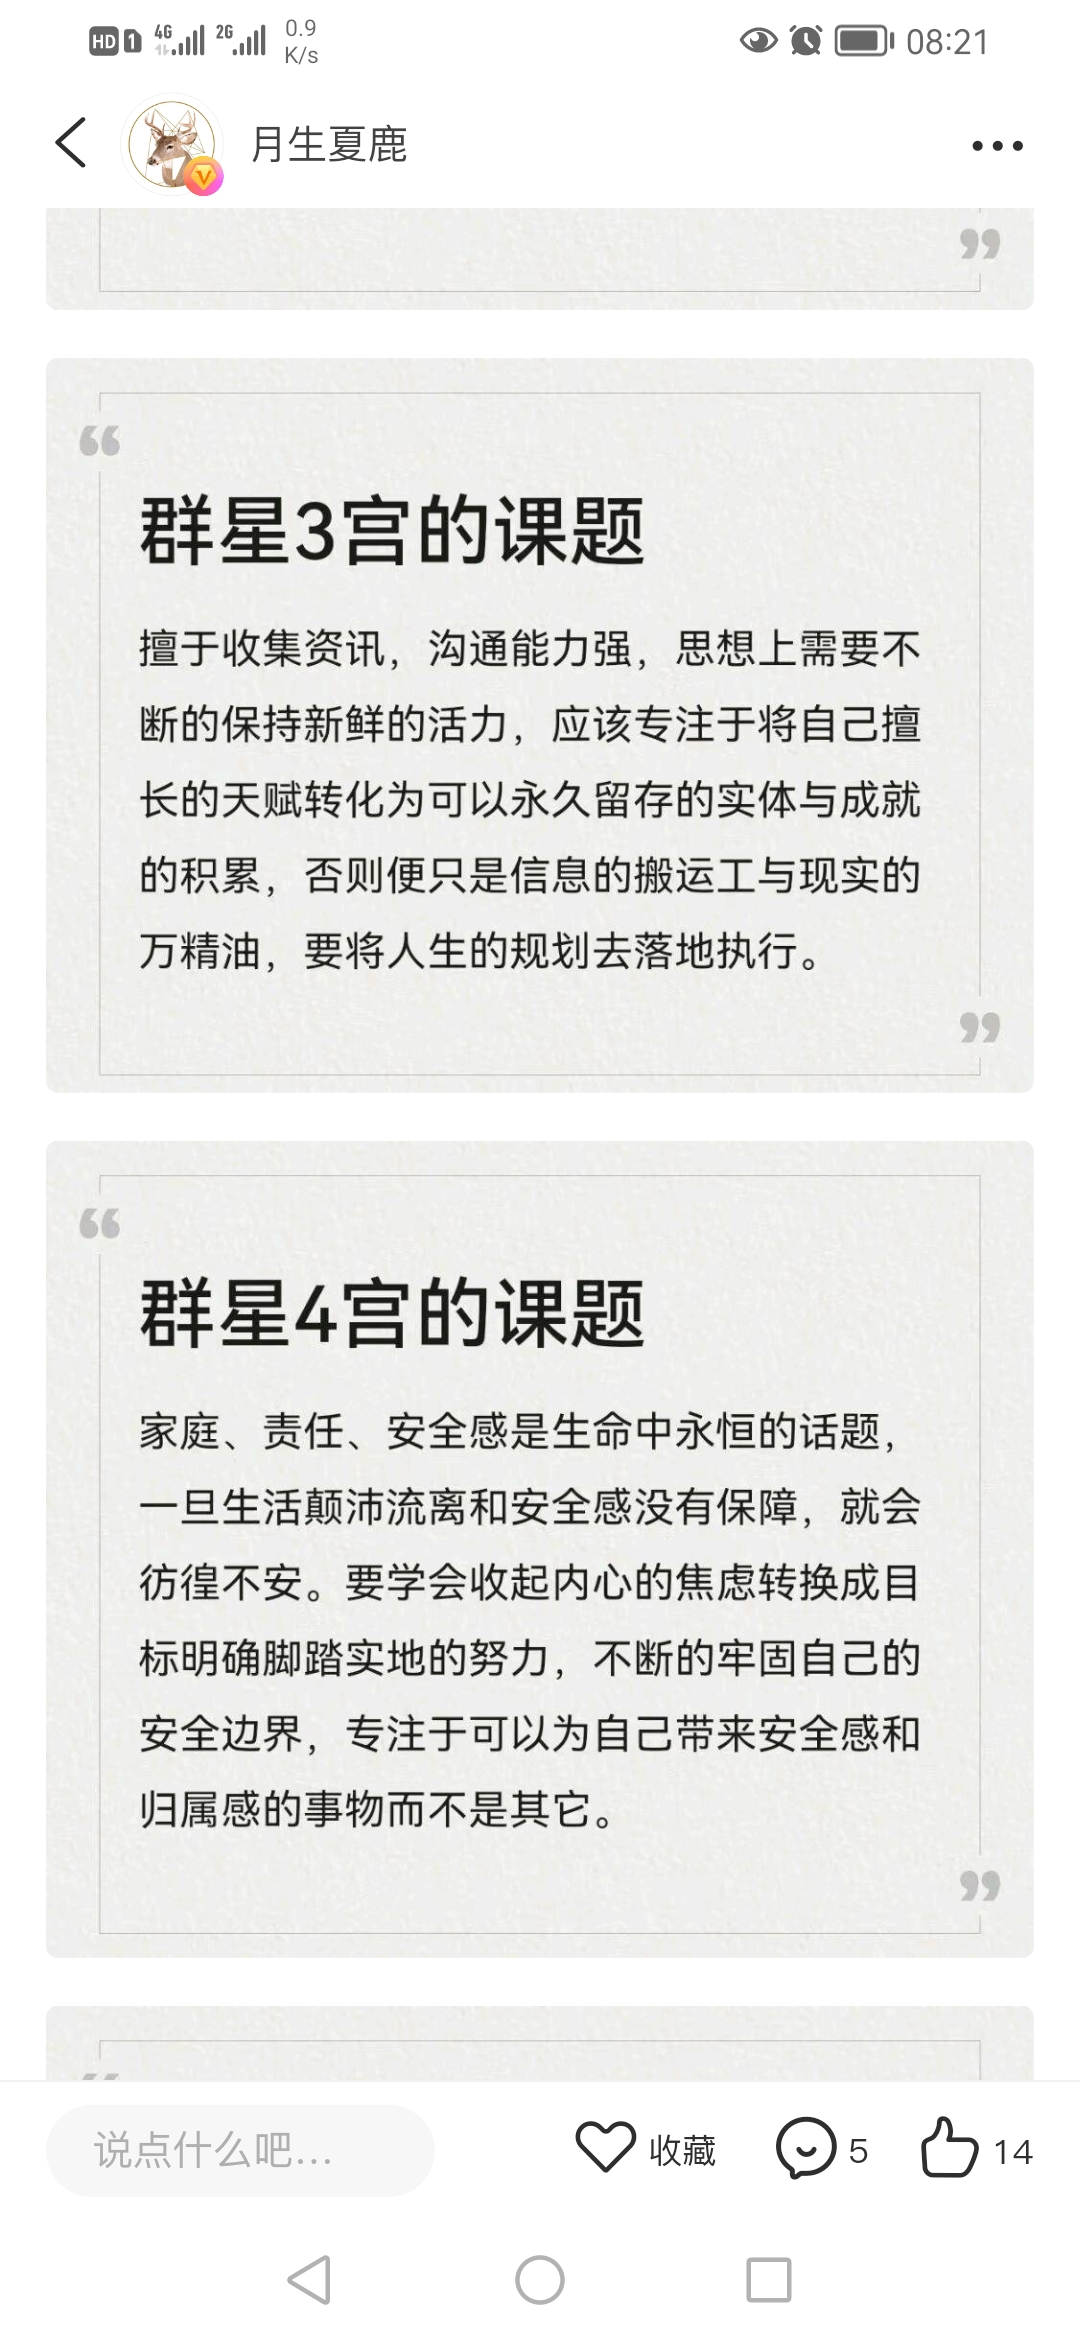 HD 1 4G 2G 0.9 K/s 08:21
月生夏鹿
”
“
群星3宫的课题
擅于收集资讯，沟通能力强，思想上需要不
断的保持新鲜的活力，应该专注于将自己擅
长的天赋转化为可以永久留存的实体与成就
的积累，否则便只是信息的搬运工与现实的
万精油，要将人生的规划去落地执行。
”
“
群星4宫的课题
家庭、责任、安全感是生命中永恒的话题，
一旦生活颠沛流离和安全感没有保障，就会
彷徨不安。要学会收起内心的焦虑转换成目
标明确脚踏实地的努力，不断的牢固自己的
安全边界，专注于可以为自己带来安全感和
归属感的事物而不是其它。
”
说点什么吧... 收藏 5 14